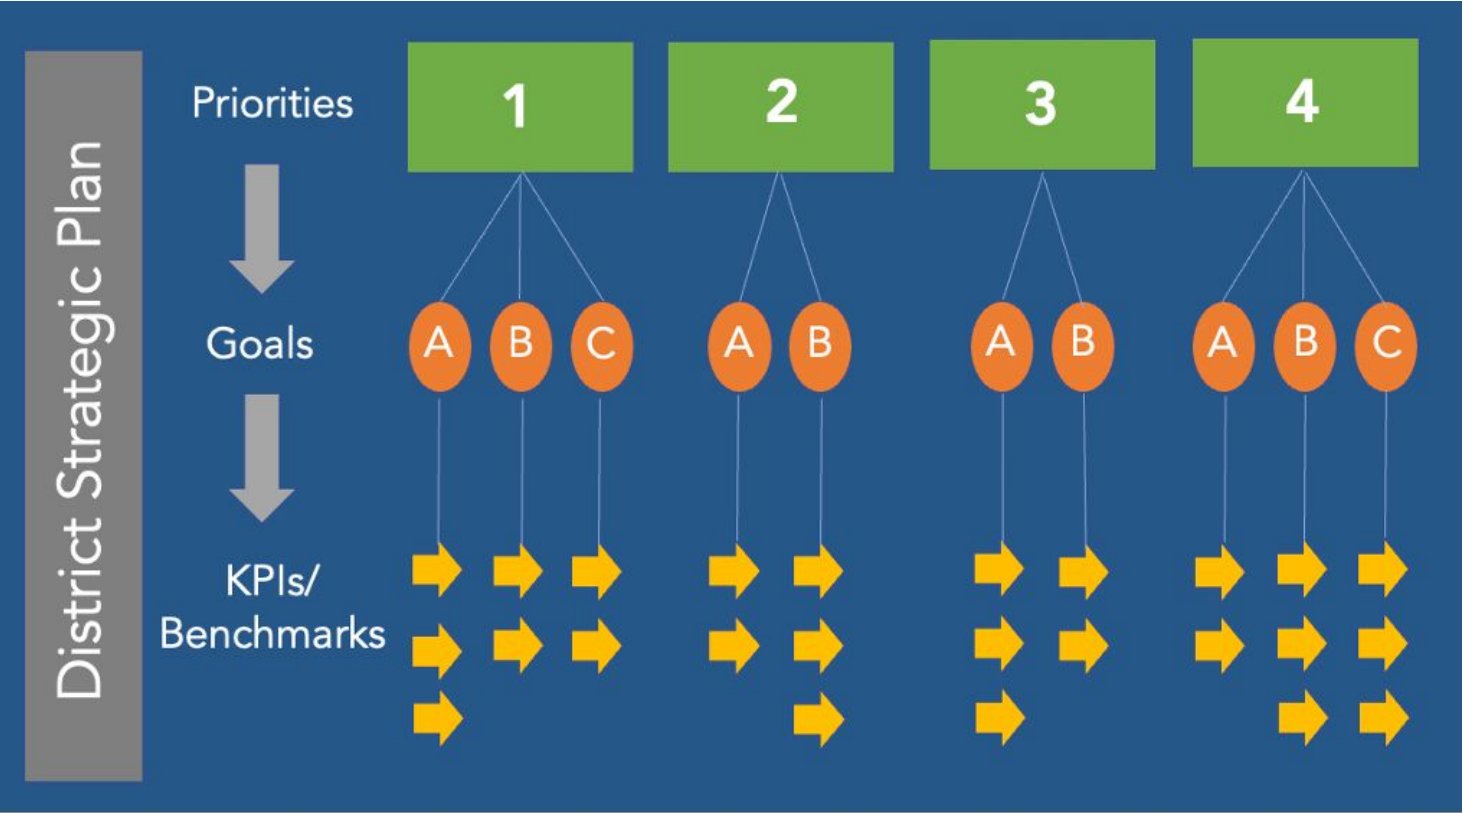 District Strategic Plan
Priorities
1
2
3
4
Goals
A
B
C
A
B
A
B
A
B
C
KPIs/
Benchmarks